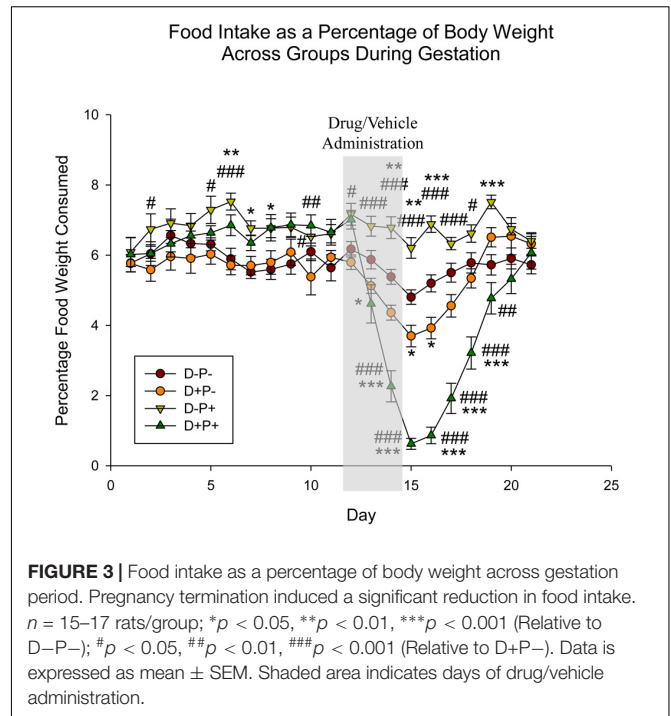 Food Intake as a Percentage of Body Weight
Across Groups During Gestation
Drug/Vehicle
Administration
10
8
6
4
2
0
Percentage Food Weight Consumed
**
###
#
#
*
*
##
#
#
###
**
###
**
###
***
###
###
#
***
*
###
***
###
***
*
*
###
***
###
***
###
***
##
D-P-
D+P-
D-P+
D+P+
0
5
10
15
20
25
Day
FIGURE 3 | Food intake as a percentage of body weight across gestation
period. Pregnancy termination induced a significant reduction in food intake.
n = 15–17 rats/group; *p < 0.05, **p < 0.01, ***p < 0.001 (Relative to
D−P−); #p < 0.05, ##p < 0.01, ###p < 0.001 (Relative to D+P−). Data is
expressed as mean ± SEM. Shaded area indicates days of drug/vehicle
administration.